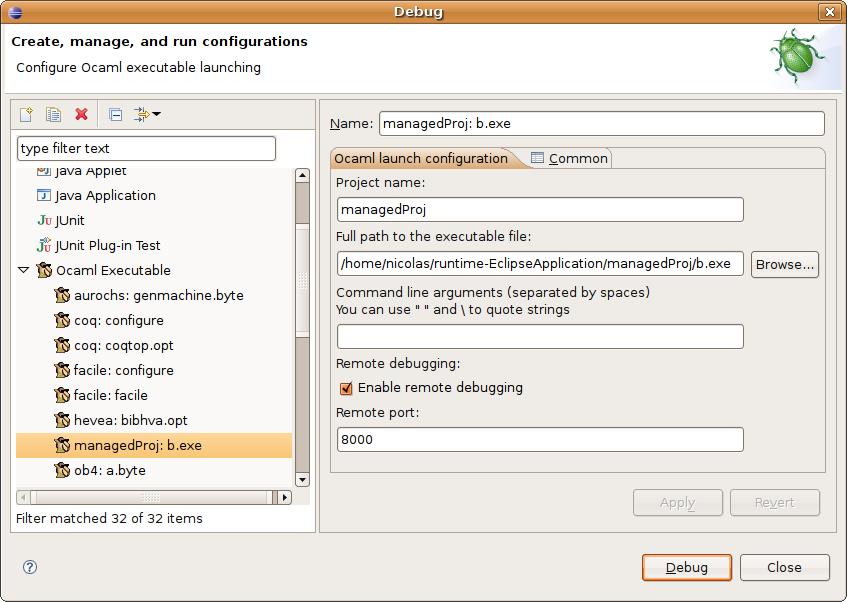 Debug
Create, manage, and run configurations
Configure Ocaml executable launching
type filter text
Java Applet
Java Application
Ju JUnit
JUnit Plug-in Test
Ocaml Executable
aurochs: genmachine.byte
coq: configure
coq: coqtop.opt
facile: configure
facile: facile
hevea: bibhva.opt
managedProj: b.exe
ob4: a.byte
Filter matched 32 of 32 items
Name: managedProj: b.exe
Ocaml launch configuration Common
Project name:
managedProj
Full path to the executable file:
/home/nicolas/runtime-EclipseApplication/managedProj/b.exe Browse...
Command line arguments (separated by spaces)
You can use " " and \ to quote strings
Remote debugging:
Enable remote debugging
Remote port:
8000
Apply Revert
Debug Close